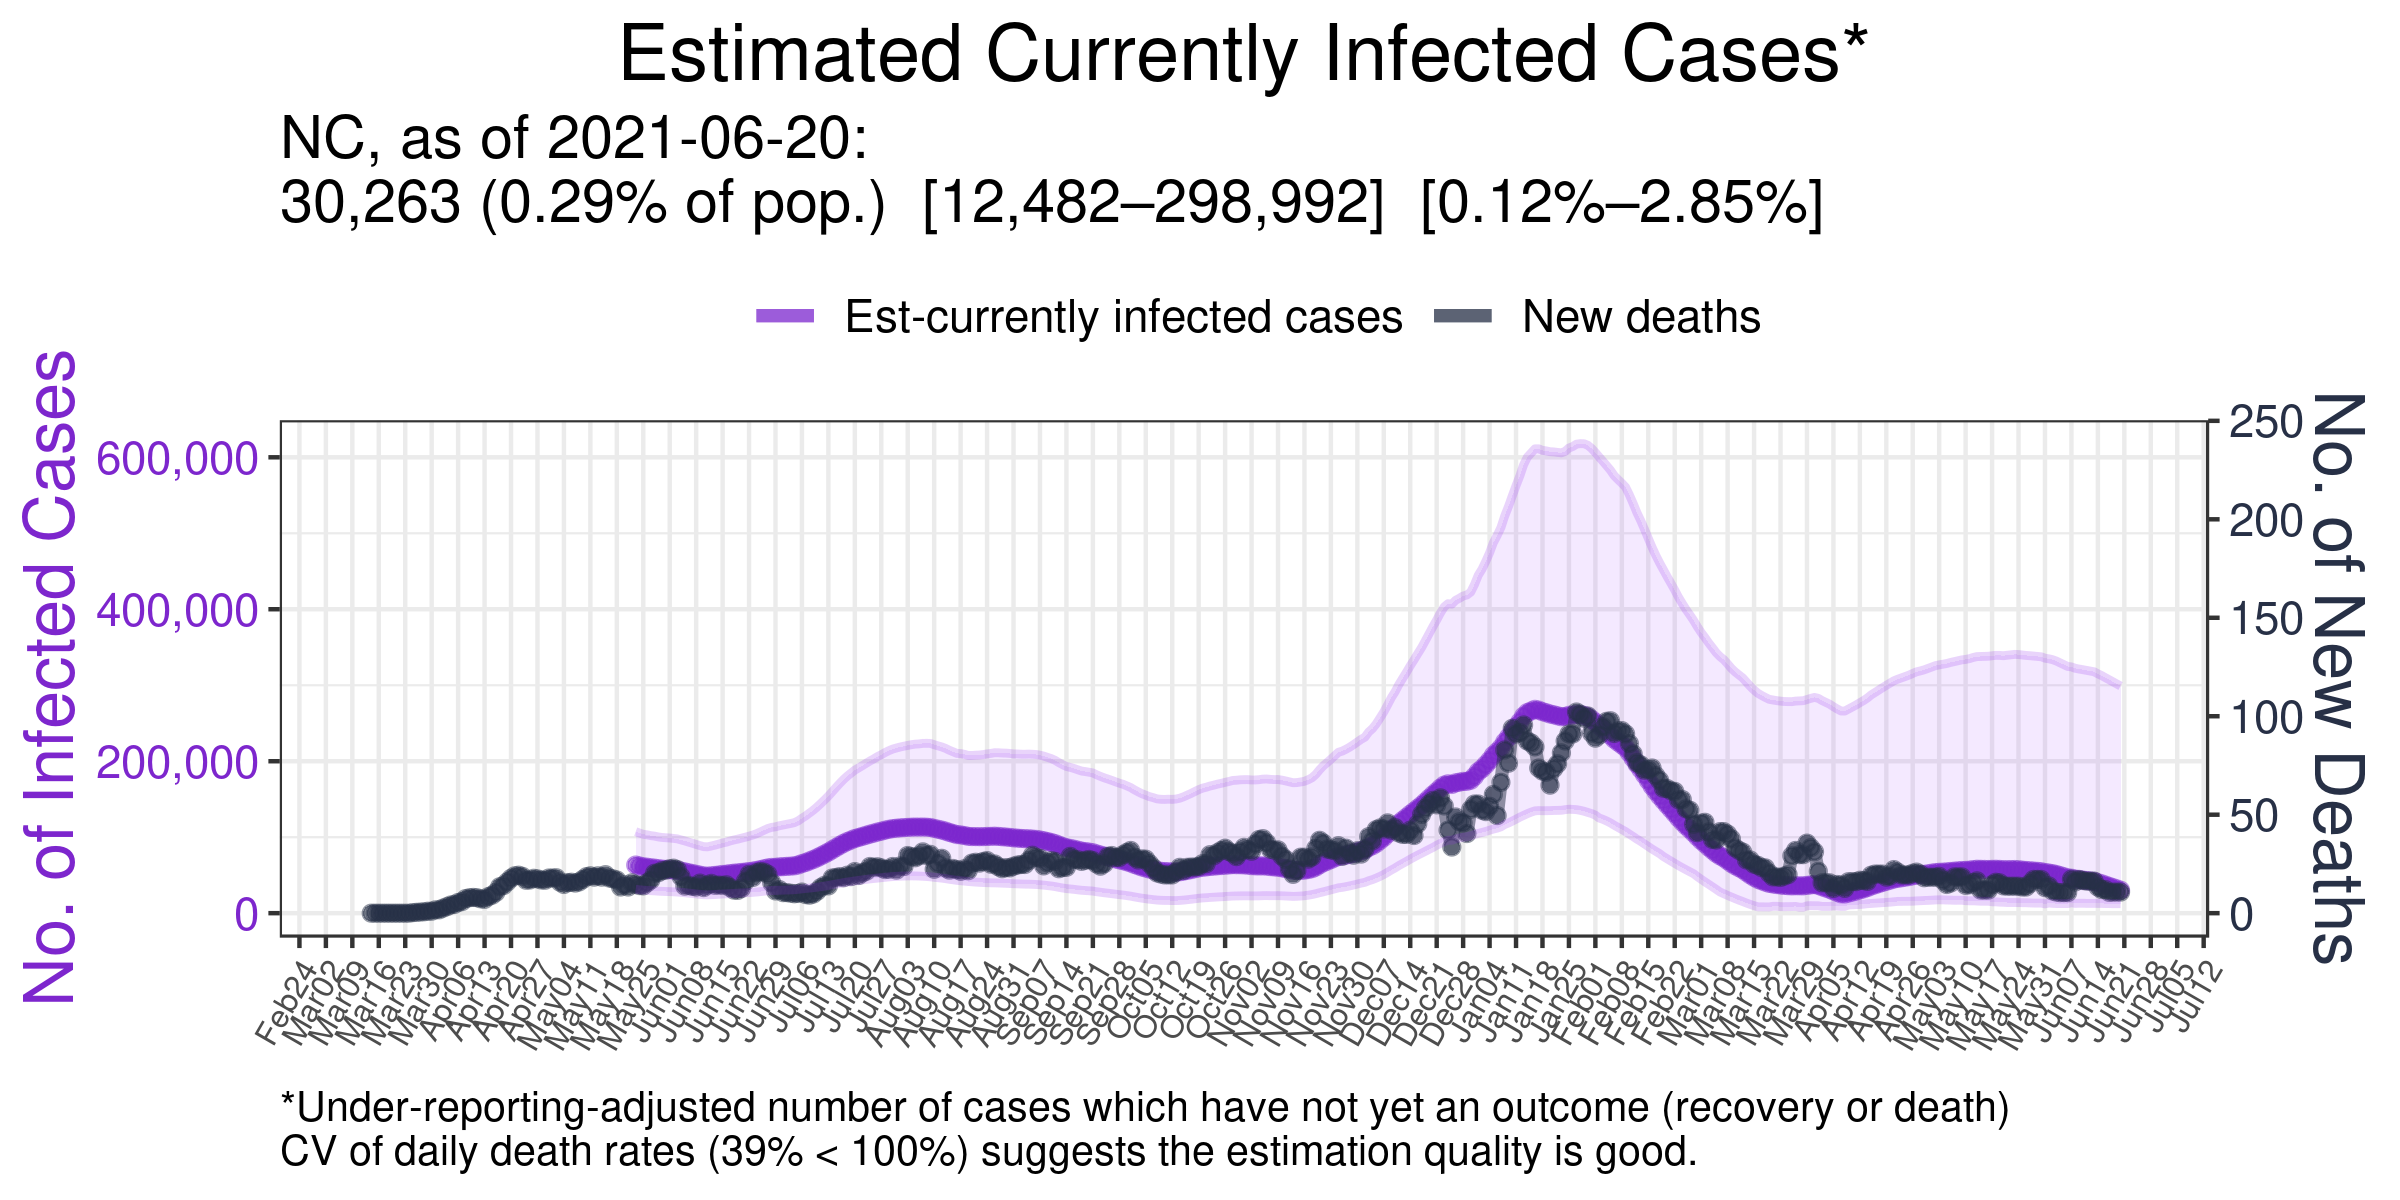 Estimated Currently Infected Cases*
NC, as of 2021-06-20:
30,263 (0.29% of pop.)  [12,482–298,992]  [0.12%–2.85%]
Est-currently infected cases
New deaths
No. of Infected Cases
600,000
400,000
200,000
0
250
200
150
100
50
0
No. of New Deaths
Feb24
Mar02
Mar09
Mar16
Mar23
Mar30
Apr06
Apr13
Apr20
Apr27
May04
May11
May18
May25
Jun01
Jun08
Jun15
Jun22
Jun29
Jul06
Jul13
Jul20
Jul27
Aug03
Aug10
Aug17
Aug24
Aug31
Sep07
Sep14
Sep21
Sep28
Oct05
Oct12
Oct19
Oct26
Nov02
Nov09
Nov16
Nov23
Nov30
Dec07
Dec14
Dec21
Dec28
Jan04
Jan11
Jan18
Jan25
Feb01
Feb08
Feb15
Feb22
Mar01
Mar08
Mar15
Mar22
Mar29
Apr05
Apr12
Apr19
Apr26
May03
May10
May17
May24
May31
Jun07
Jun14
Jun21
Jun28
Jul05
Jul12
*Under-reporting-adjusted number of cases which have not yet an outcome (recovery or death)
CV of daily death rates (39% < 100%) suggests the estimation quality is good.